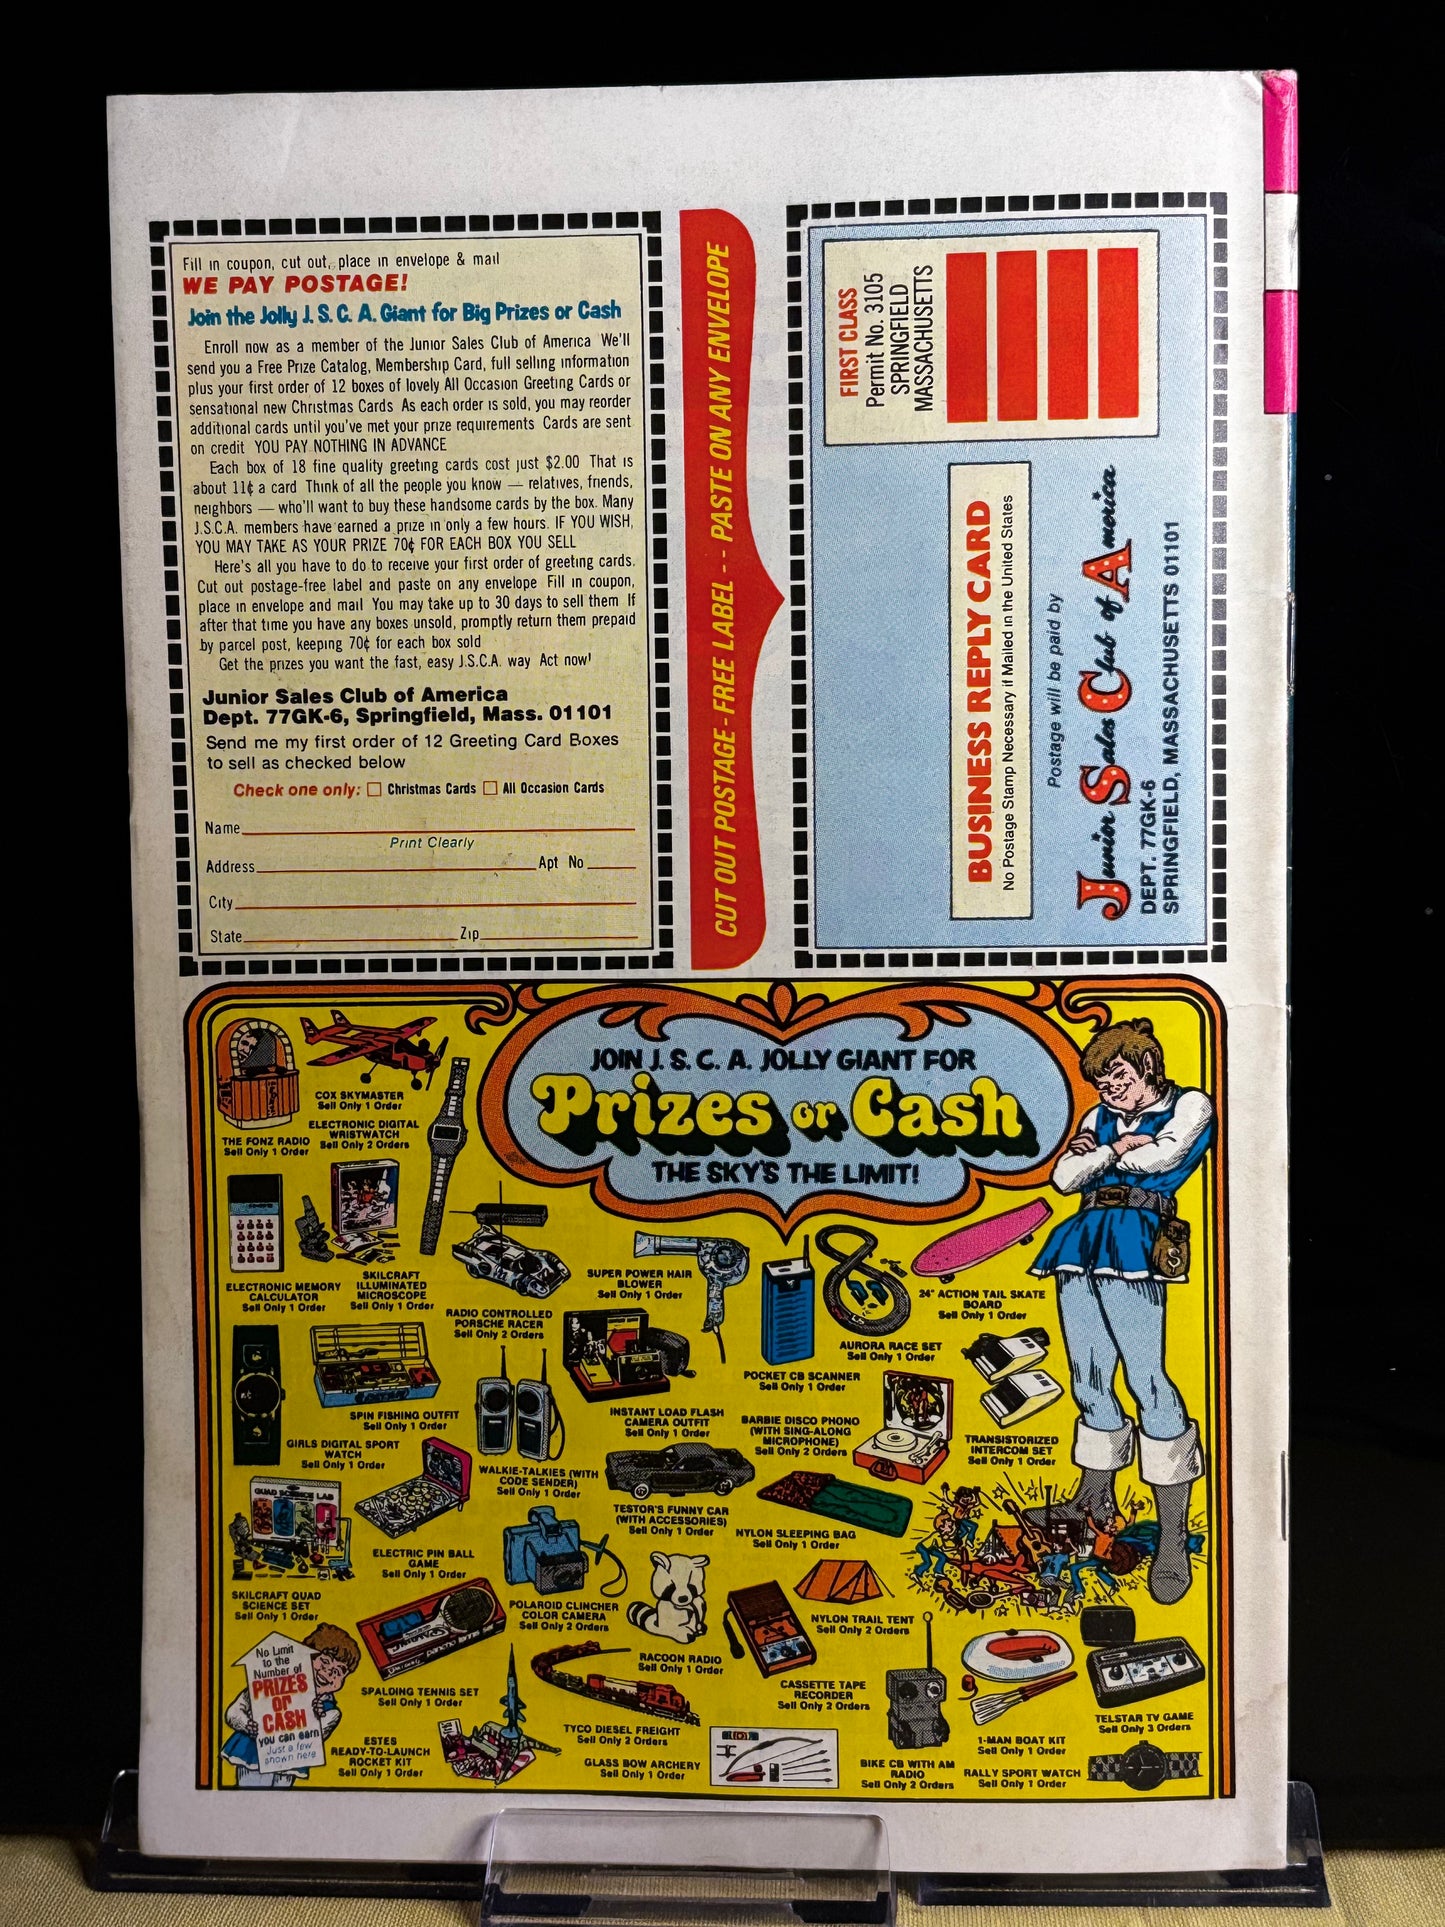 Fill in coupon, cut out, place in envelope & mail
WE PAY POSTAGE!
Join the Jolly J. S. C. A. Giant for Big Prizes or Cash
Enroll now as a member of the Junior Sales Club of America We'll
send you a Free Prize Catalog, Membership Card, full selling information
plus your first order of 12 boxes of lovely All Occasion Greeting Cards or
sensational new Christmas Cards As each order is sold, you may reorder
additional cards until you've met your prize requirements Cards are sent
on credit YOU PAY NOTHING IN ADVANCE
Each box of 18 fine quality greeting cards cost just $2.00 That is
about 11¢ a card Think of all the people you know — relatives, friends,
neighbors — who'll want to buy these handsome cards by the box. Many
J.S.C.A. members have earned a prize in only a few hours. IF YOU WISH,
YOU MAY TAKE AS YOUR PRIZE 70¢ FOR EACH BOX YOU SELL
Here's all you have to do to receive your first order of greeting cards.
Cut out postage-free label and paste on any envelope Fill in coupon,
place in envelope and mail You may take up to 30 days to sell them If
after that time you have any boxes unsold, promptly return them prepaid
by parcel post, keeping 70¢ for each box sold
Get the prizes you want the fast, easy J.S.C.A. way Act now!
Junior Sales Club of America
Dept. 77GK-6, Springfield, Mass. 01101
Send me my first order of 12 Greeting Card Boxes
to sell as checked below
Check one only: Christmas Cards All Occasion Cards
Name
Print Clearly
Address Apt No
City
State Zip
CUT OUT POSTAGE-FREE LABEL -- PASTE ON ANY ENVELOPE
FIRST CLASS
Permit No. 3105
SPRINGFIELD
MASSACHUSETTS
BUSINESS REPLY CARD
No Postage Stamp Necessary if Mailed in the United States
Postage will be paid by
Junior Sales Club of America
DEPT. 77GK-6
SPRINGFIELD, MASSACHUSETTS 01101
JOIN J. S. C. A. JOLLY GIANT FOR
Prizes or Cash
THE SKY'S THE LIMIT!
THE FONZ RADIO
Sell Only 1 Order
COX SKYMASTER
Sell Only 1 Order
ELECTRONIC DIGITAL
WRISTWATCH
Sell Only 2 Orders
ELECTRONIC MEMORY
CALCULATOR
Sell Only 1 Order
SKILCRAFT
ILLUMINATED
MICROSCOPE
Sell Only 1 Order
RADIO CONTROLLED
PORSCHE RACER
Sell Only 2 Orders
SUPER POWER HAIR
BLOWER
Sell Only 1 Order
POCKET CB SCANNER
Sell Only 1 Order
AURORA RACE SET
Sell Only 1 Order
24" ACTION TAIL SKATE
BOARD
Sell Only 1 Order
SPIN FISHING OUTFIT
Sell Only 1 Order
GIRLS DIGITAL SPORT
WATCH
Sell Only 1 Order
WALKIE-TALKIES (WITH
CODE SENDER)
Sell Only 1 Order
INSTANT LOAD FLASH
CAMERA OUTFIT
Sell Only 1 Order
BARBIE DISCO PHONO
(WITH SING-ALONG
MICROPHONE)
Sell Only 2 Orders
TRANSISTORIZED
INTERCOM SET
Sell Only 1 Order
QUAD SCIENCE LAB
SKILCRAFT QUAD
SCIENCE SET
Sell Only 1 Order
ELECTRIC PIN BALL
GAME
Sell Only 1 Order
TESTOR'S FUNNY CAR
(WITH ACCESSORIES)
Sell Only 1 Order
NYLON SLEEPING BAG
Sell Only 1 Order
POLAROID CLINCHER
COLOR CAMERA
Sell Only 2 Orders
NYLON TRAIL TENT
Sell Only 2 Orders
RACOON RADIO
Sell Only 1 Order
SPALDING TENNIS SET
Sell Only 1 Order
CASSETTE TAPE
RECORDER
Sell Only 2 Orders
TELSTAR TV GAME
Sell Only 3 Orders
No Limit
to the
Number of
PRIZES
or
CASH
you can earn
Just a few
shown here
ESTES
READY-TO-LAUNCH
ROCKET KIT
Sell Only 1 Order
TYCO DIESEL FREIGHT
Sell Only 2 Orders
GLASS BOW ARCHERY
Sell Only 1 Order
BIKE CB WITH AM
RADIO
Sell Only 2 Orders
1-MAN BOAT KIT
Sell Only 1 Order
RALLY SPORT WATCH
Sell Only 1 Order